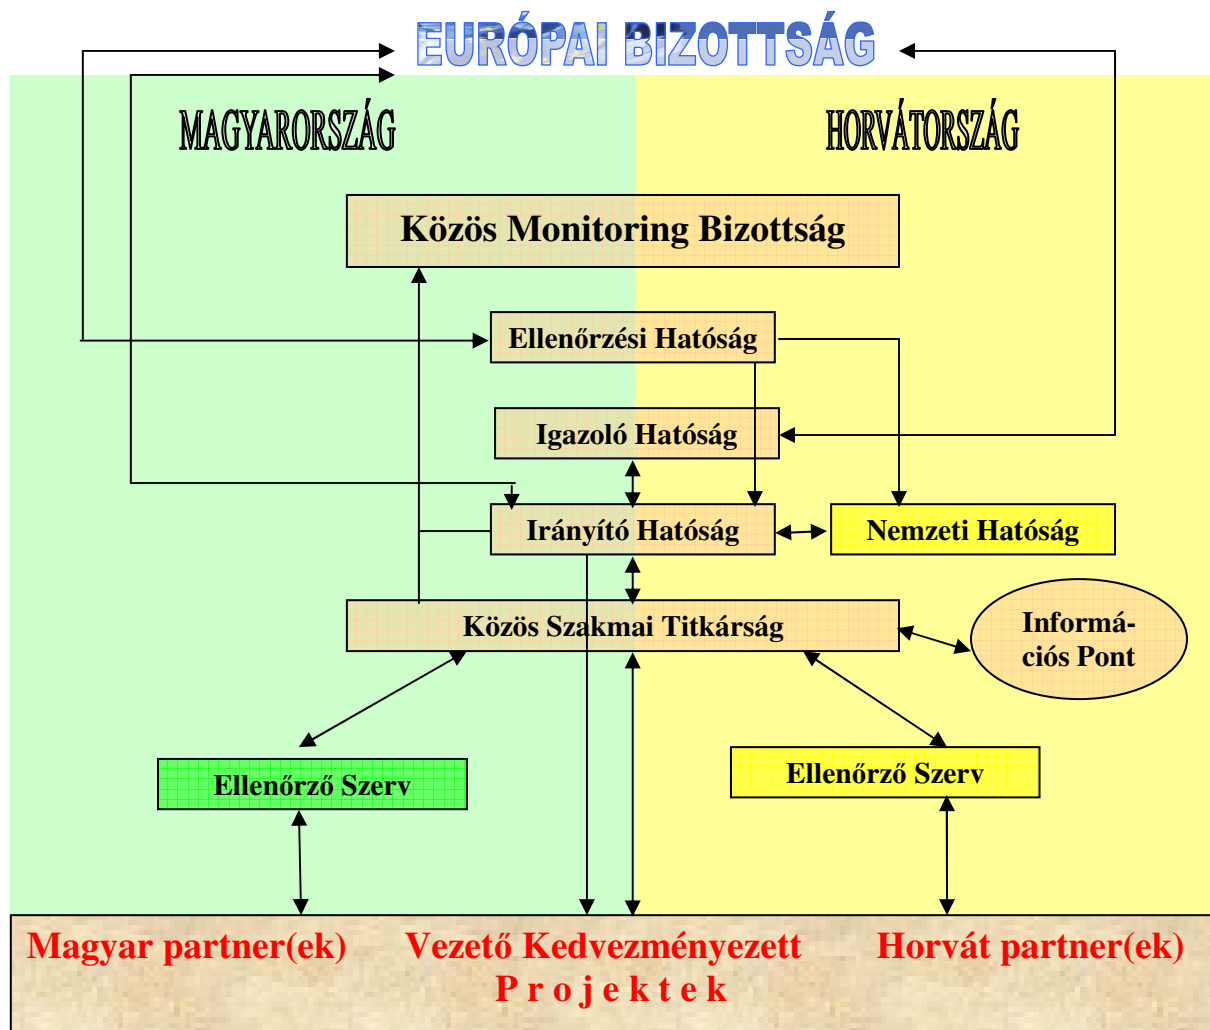 EURÓPAI BIZOTTSÁG
MAGYARORSZÁG
HORVÁTORSZÁG
Közös Monitoring Bizottság
Ellenőrzési Hatóság
Igazoló Hatóság
Irányító Hatóság
Nemzeti Hatóság
Közös Szakmai Titkárság
Informá-
ciós Pont
Ellenőrző Szerv
Ellenőrző Szerv
Magyar partner(ek)
Vezető Kedvezményezett
Horvát partner(ek)
P r o j e k t e k